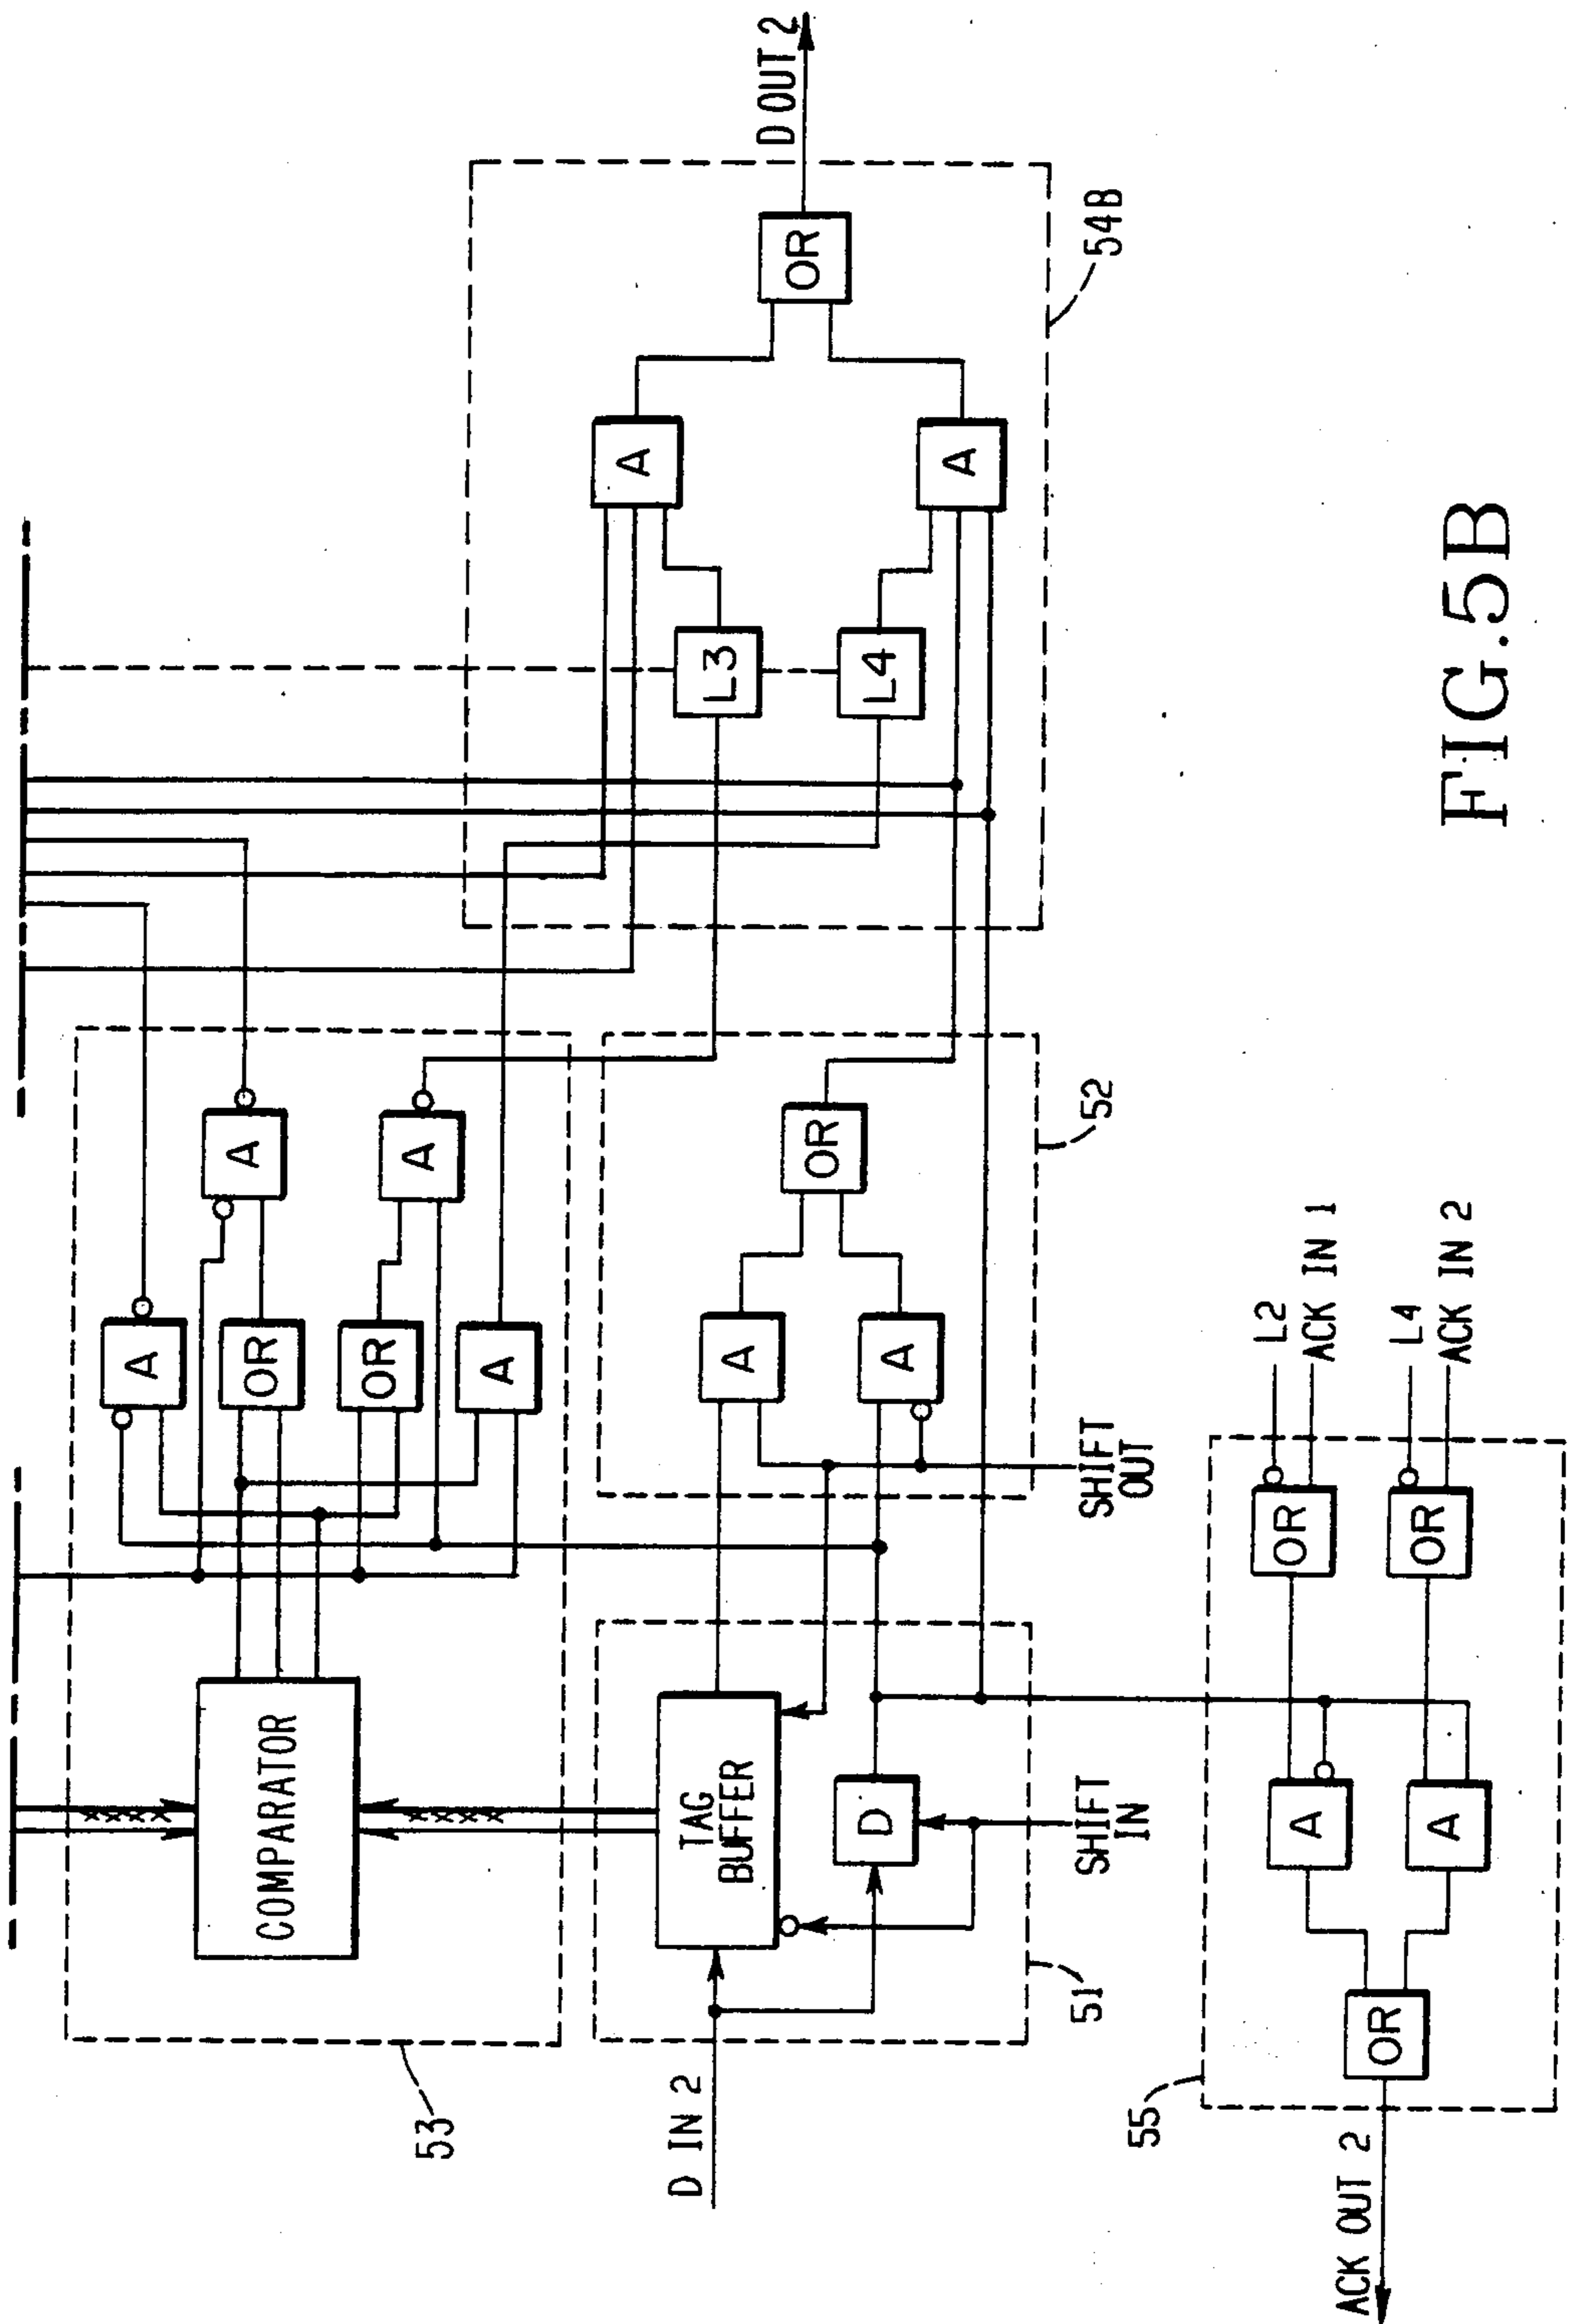 COMPARATOR
A
OR
OR
A
A
A
53
D IN 2
TAG
BUFFER
D
SHIFT
IN
51
A
A
OR
SHIFT
OUT
52
L3
L4
A
A
OR
D OUT 2
54B
55
ACK OUT 2
OR
A
A
OR
OR
L2
ACK IN 1
L4
ACK IN 2
FIG.5B